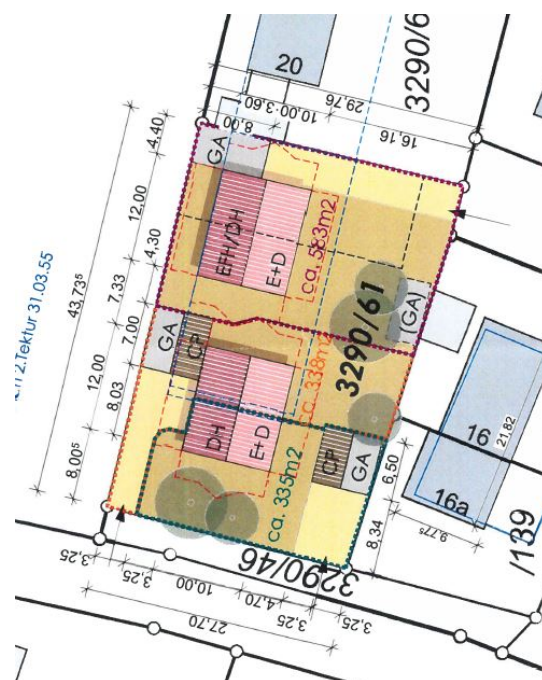 20
3290/6
29,76
10,00
3,60
8,00
16,16
4,40
GA
12,00
EFH/DH
E+D
ca. 583m2
4,30
7,33
43,73⁵
2.Tektur 31.03.55
7,00
GA
CP
(GA)
3290/61
ca. 338m2
12,00
8,03
DH
E+D
ca. 335m2
CP
GA
16
21,82
16a
6,50
8,00⁵
9,77⁵
8,34
/139
3290/46
3,25
3,25
10,00
4,70
3,25
3,25
27,70